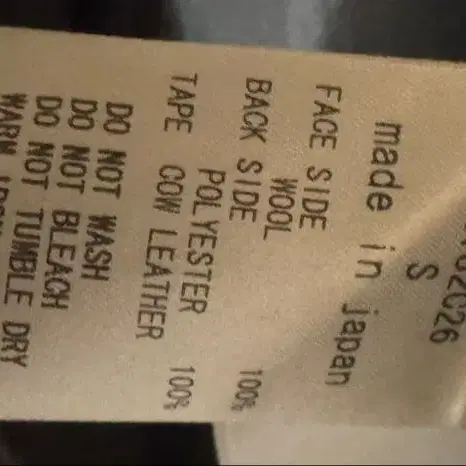 S
made in japan
FACE SIDE
WOOL 100%
BACK SIDE
POLYESTER 100%
TAPE COW LEATHER
DO NOT WASH
DO NOT BLEACH
DO NOT TUMBLE DRY